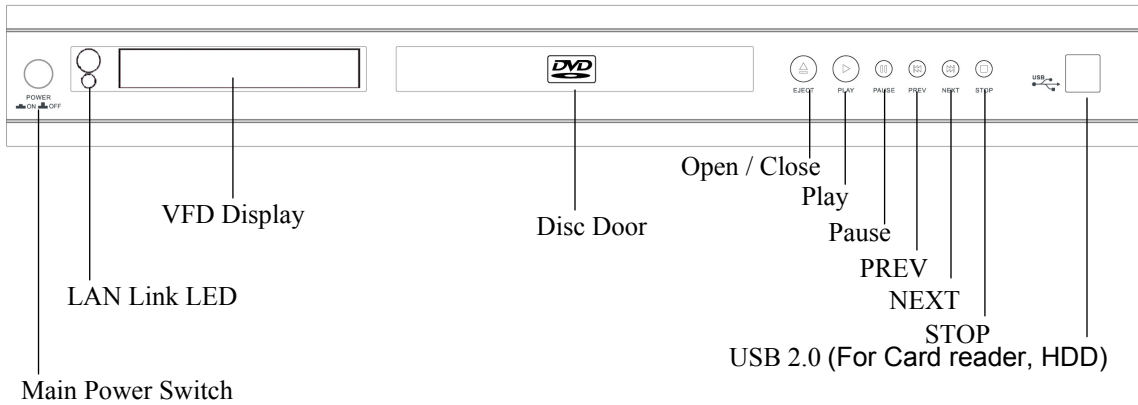 DVD
POWER
ON OFF
EJECT PLAY PAUSE PREV NEXT STOP
USB
Open / Close
Play
VFD Display
Disc Door
Pause
PREV
LAN Link LED
NEXT
STOP
USB 2.0 (For Card reader, HDD)
Main Power Switch